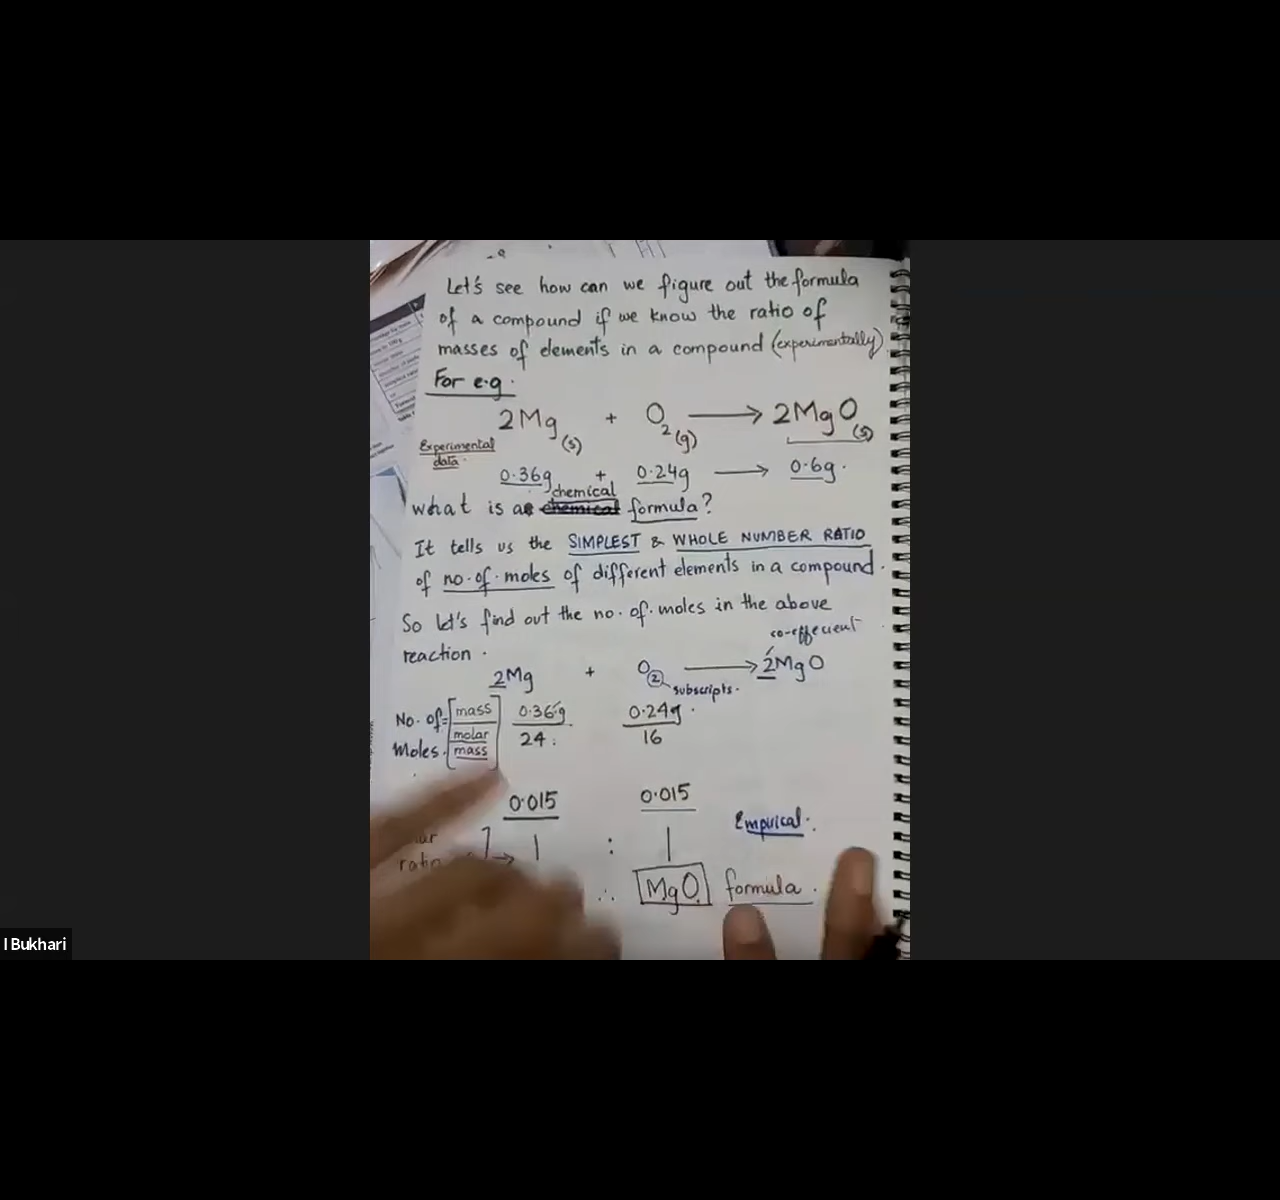 Let's see how can we figure out the formula
of a compound if we know the ratio of
masses of elements in a compound (experimentally)
For e.g.
2Mg(s) + O2(g) → 2MgO(s)
Experimental
data.
0.36g + 0.24g → 0.6g.
chemical
what is a formula?
It tells us the SIMPLEST & WHOLE NUMBER RATIO
of no.of.moles of different elements in a compound.
So let's find out the no.of.moles in the above
reaction.
co-effecient
2Mg + O2 → 2MgO
subscripts.
No. of = mass 0.36g 0.24g.
Moles. molar mass 24. 16
0.015 0.015
Empirical.
ratio → 1 : 1
∴ MgO. formula.
I Bukhari